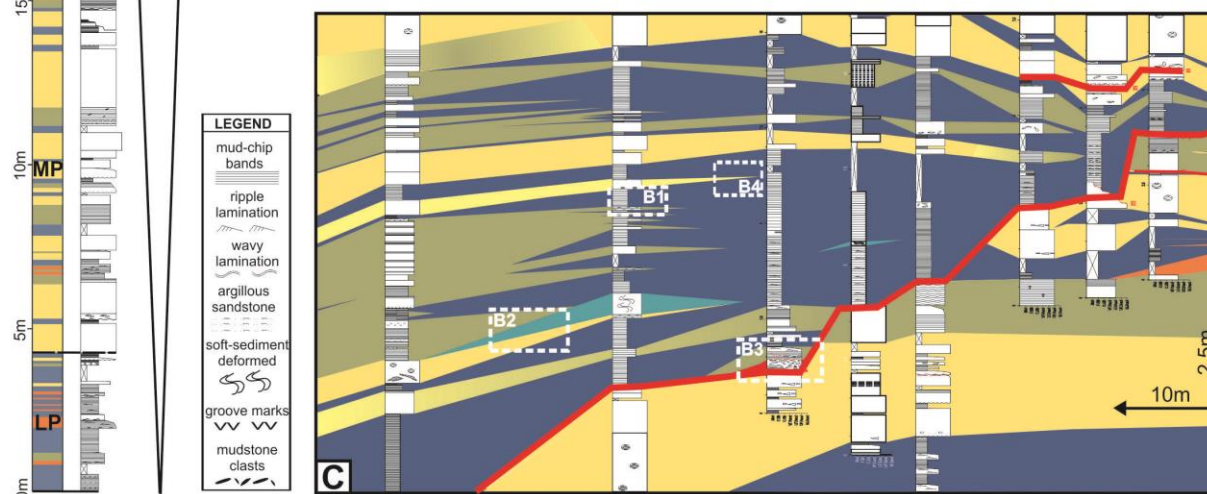 15
10m
MP
5m
LP
0m
LEGEND
mud-chip
bands
ripple
lamination
wavy
lamination
argillous
sandstone
soft-sediment
deformed
groove marks
mudstone
clasts
B1
B4
B2
B3
C
10m
2.5m